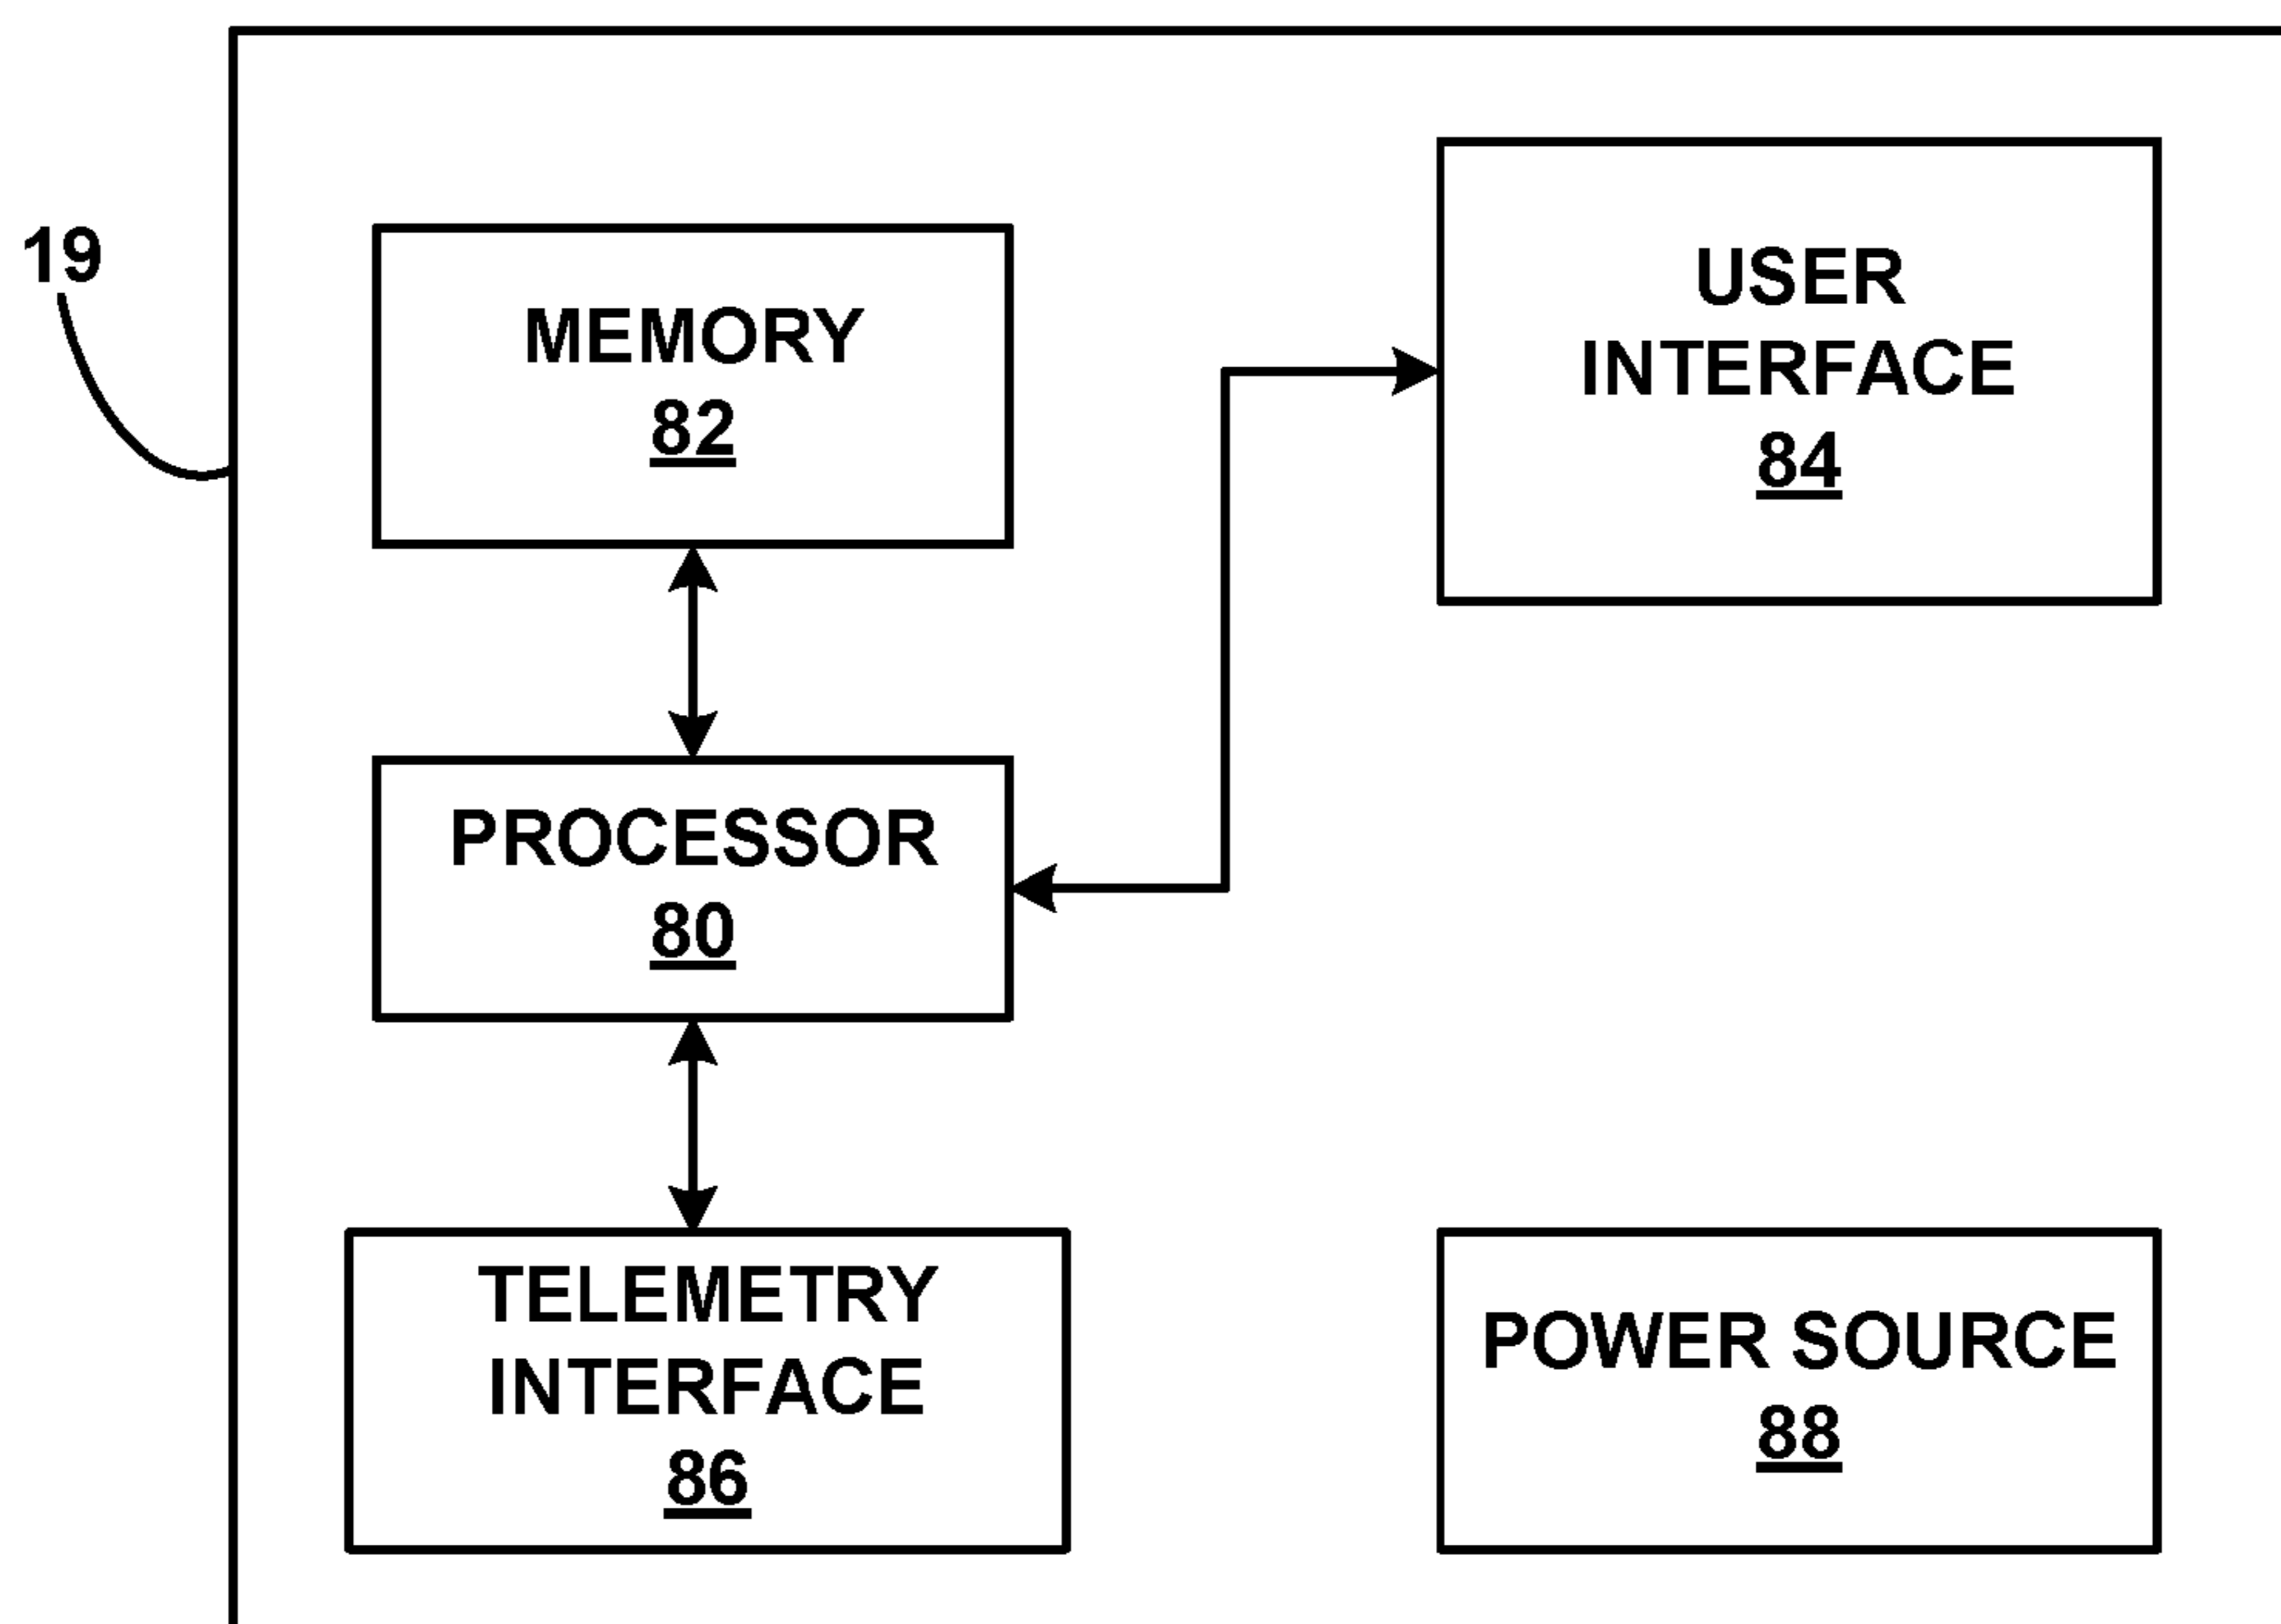 19
MEMORY
82
USER
INTERFACE
84
PROCESSOR
80
TELEMETRY
INTERFACE
86
POWER SOURCE
88